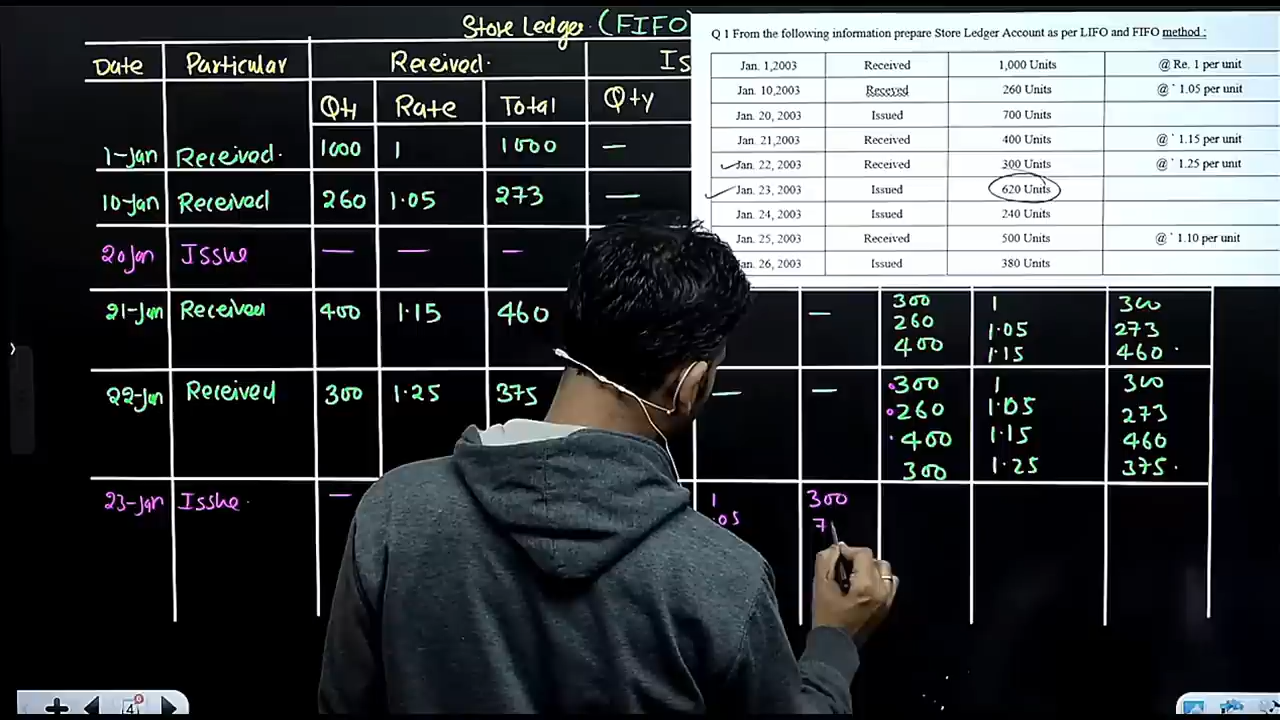 Store Ledger (FIFO)
Date Particular Received Is
Qty Rate Total Qty
1-Jan Received. 1000 1 1000 —
10-Jan Received 260 1.05 273 —
20Jan Isshe — — —
21-Jan Received 400 1.15 460 — 300 1 300
260 1.05 273
400 1.15 460
22-Jan Received 300 1.25 375 — — 300 1 300
260 1.05 273
400 1.15 460
300 1.25 375
23-Jan Isshe — 1 300
.05 7
Q 1 From the following information prepare Store Ledger Account as per LIFO and FIFO method :
Jan. 1,2003 Received 1,000 Units @ Re. 1 per unit
Jan. 10,2003 Receved 260 Units @ ` 1.05 per unit
Jan. 20, 2003 Issued 700 Units
Jan. 21,2003 Received 400 Units @ ` 1.15 per unit
Jan. 22, 2003 Received 300 Units @ ` 1.25 per unit
Jan. 23, 2003 Issued 620 Units
Jan. 24, 2003 Issued 240 Units
Jan. 25, 2003 Received 500 Units @ ` 1.10 per unit
an. 26, 2003 Issued 380 Units
4